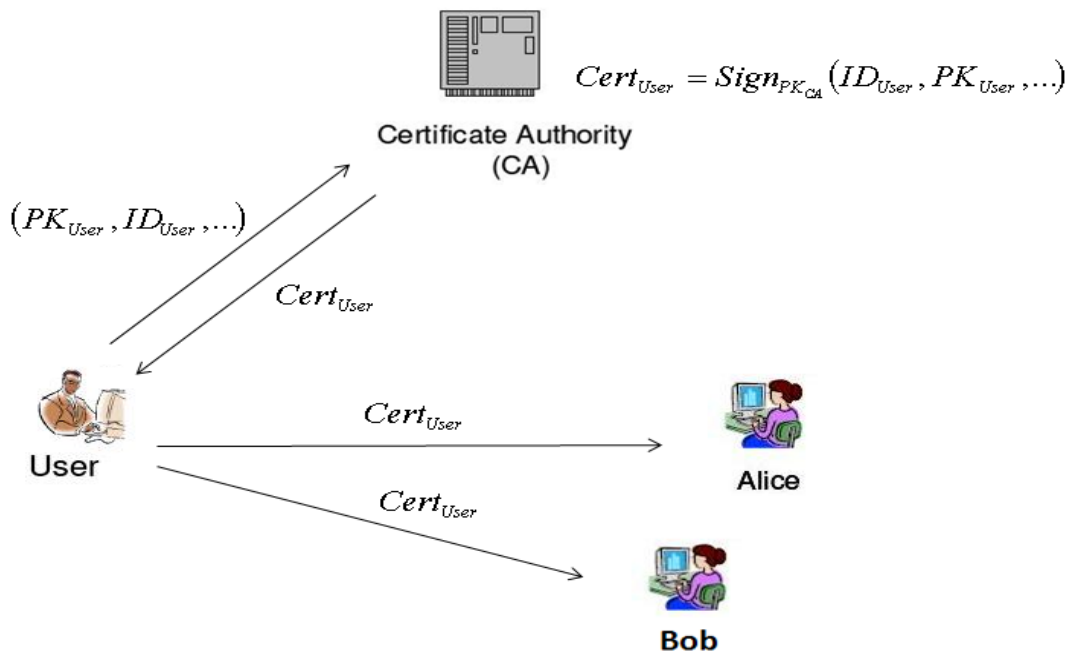 Cert_User = Sign_PK_CA (ID_User, PK_User,...)
Certificate Authority
(CA)
(PK_User, ID_User,...)
Cert_User
Cert_User
User
Alice
Cert_User
Bob